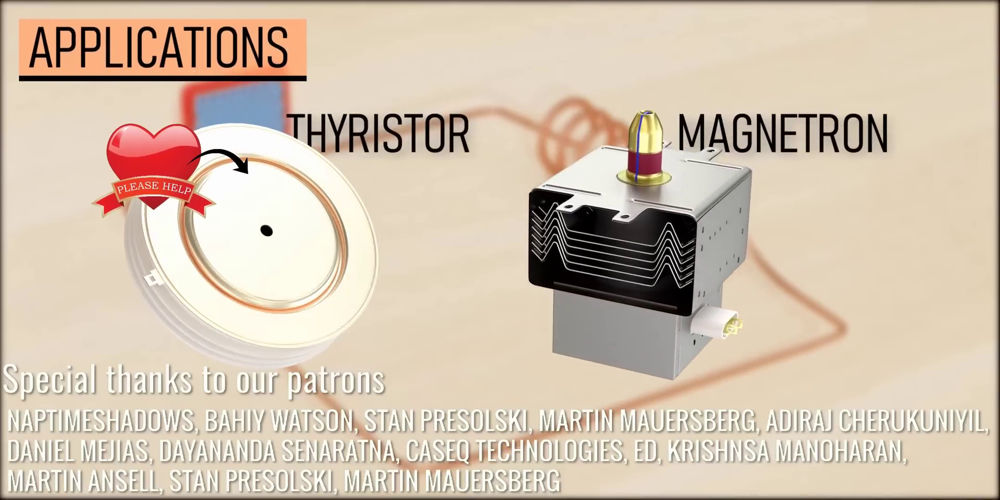 APPLICATIONS
THYRISTOR
MAGNETRON
PLEASE HELP
Special thanks to our patrons
NAPTIMESHADOWS, BAHIY WATSON, STAN PRESOLSKI, MARTIN MAUERSBERG, ADIRAJ CHERUKUNIYIL,
DANIEL MEJIAS, DAYANANDA SENARATNA, CASEQ TECHNOLOGIES, ED, KRISHNSA MANOHARAN,
MARTIN ANSELL, STAN PRESOLSKI, MARTIN MAUERSBERG